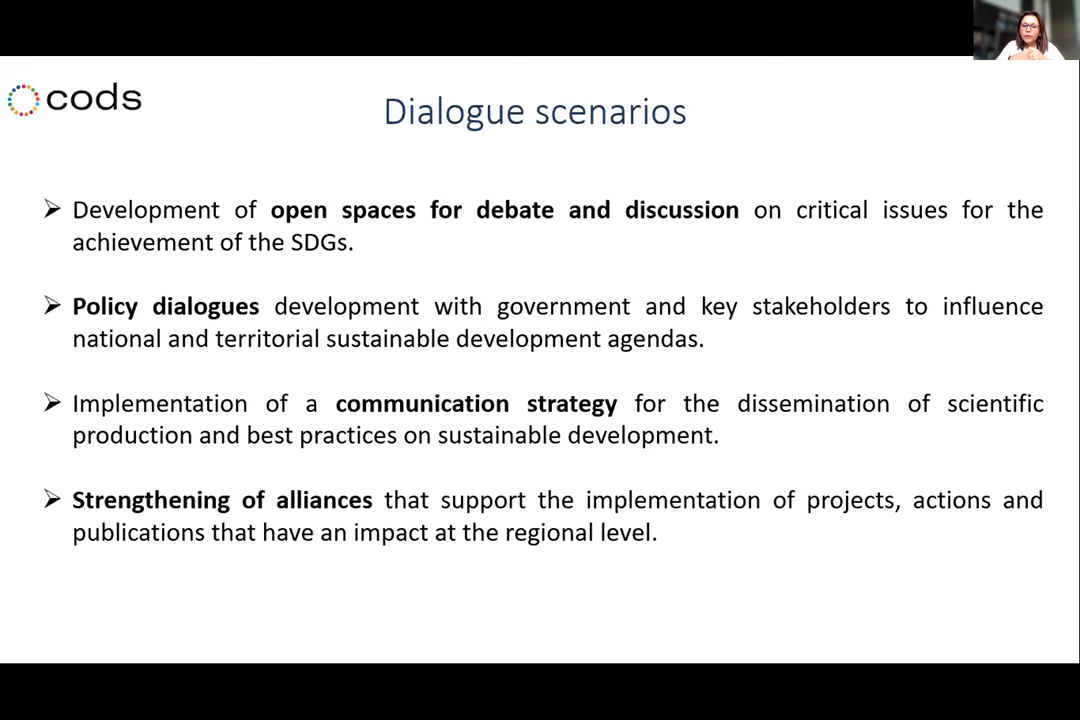 cods
Dialogue scenarios
Development of open spaces for debate and discussion on critical issues for the
achievement of the SDGs.
Policy dialogues development with government and key stakeholders to influence
national and territorial sustainable development agendas.
Implementation of a communication strategy for the dissemination of scientific
production and best practices on sustainable development.
Strengthening of alliances that support the implementation of projects, actions and
publications that have an impact at the regional level.